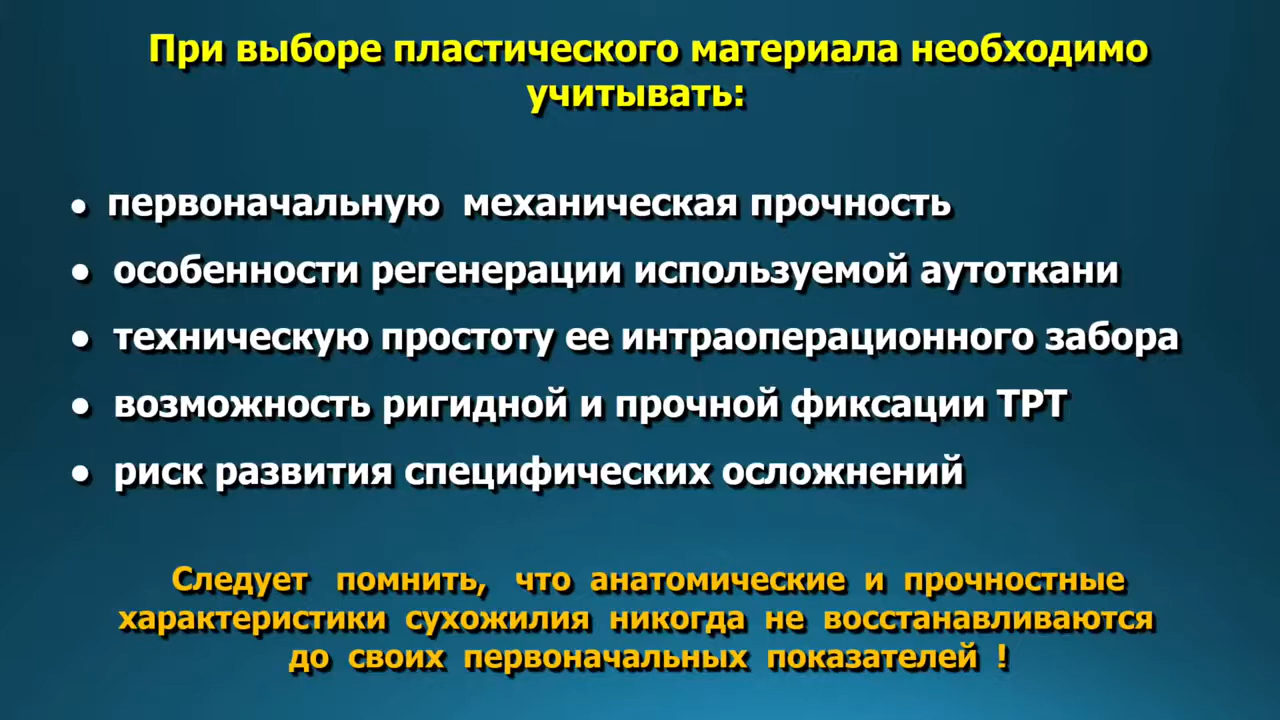 При выборе пластического материала необходимо
учитывать:
• первоначальную механическая прочность
• особенности регенерации используемой аутоткани
• техническую простоту ее интраоперационного забора
• возможность ригидной и прочной фиксации ТРТ
• риск развития специфических осложнений
Следует помнить, что анатомические и прочностные
характеристики сухожилия никогда не восстанавливаются
до своих первоначальных показателей !